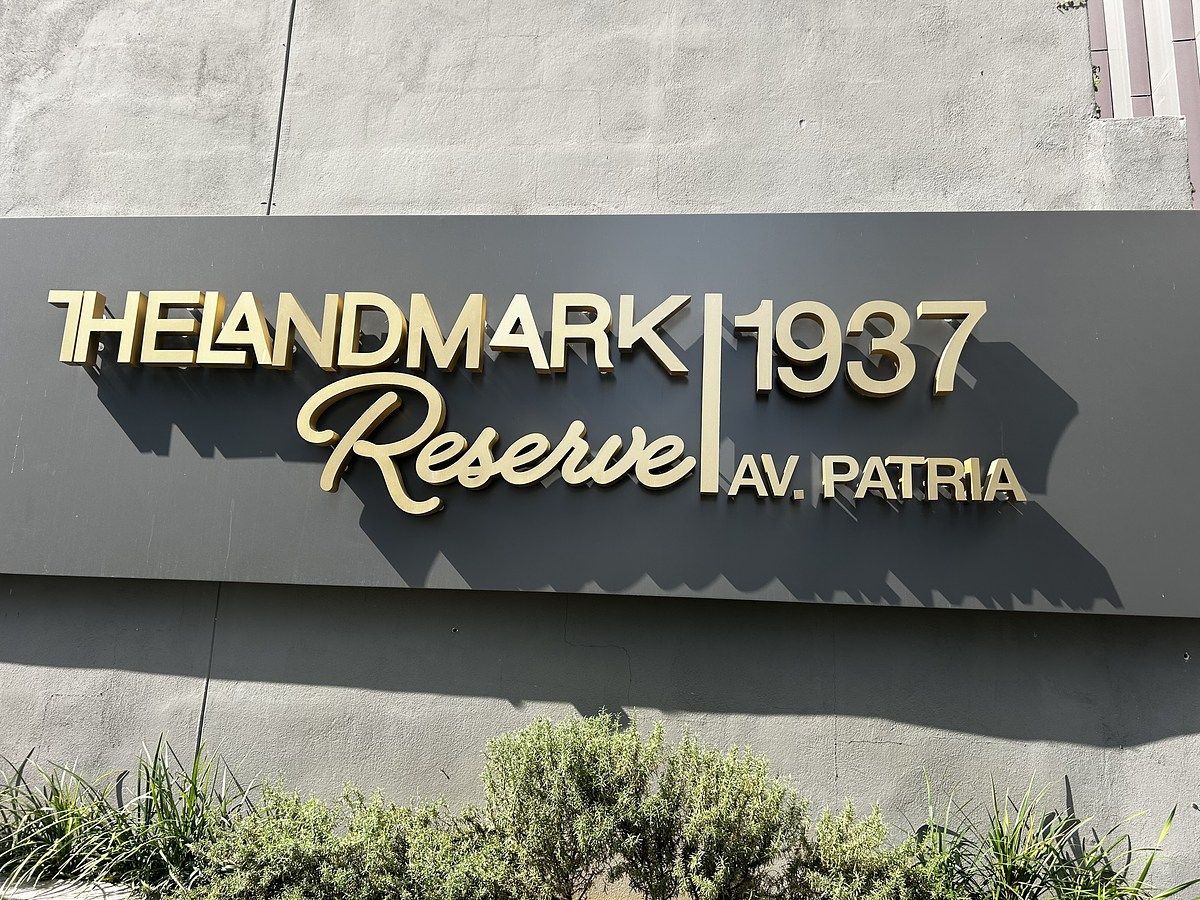 THELANDMARK
Reserve
1937
AV. PATRIA